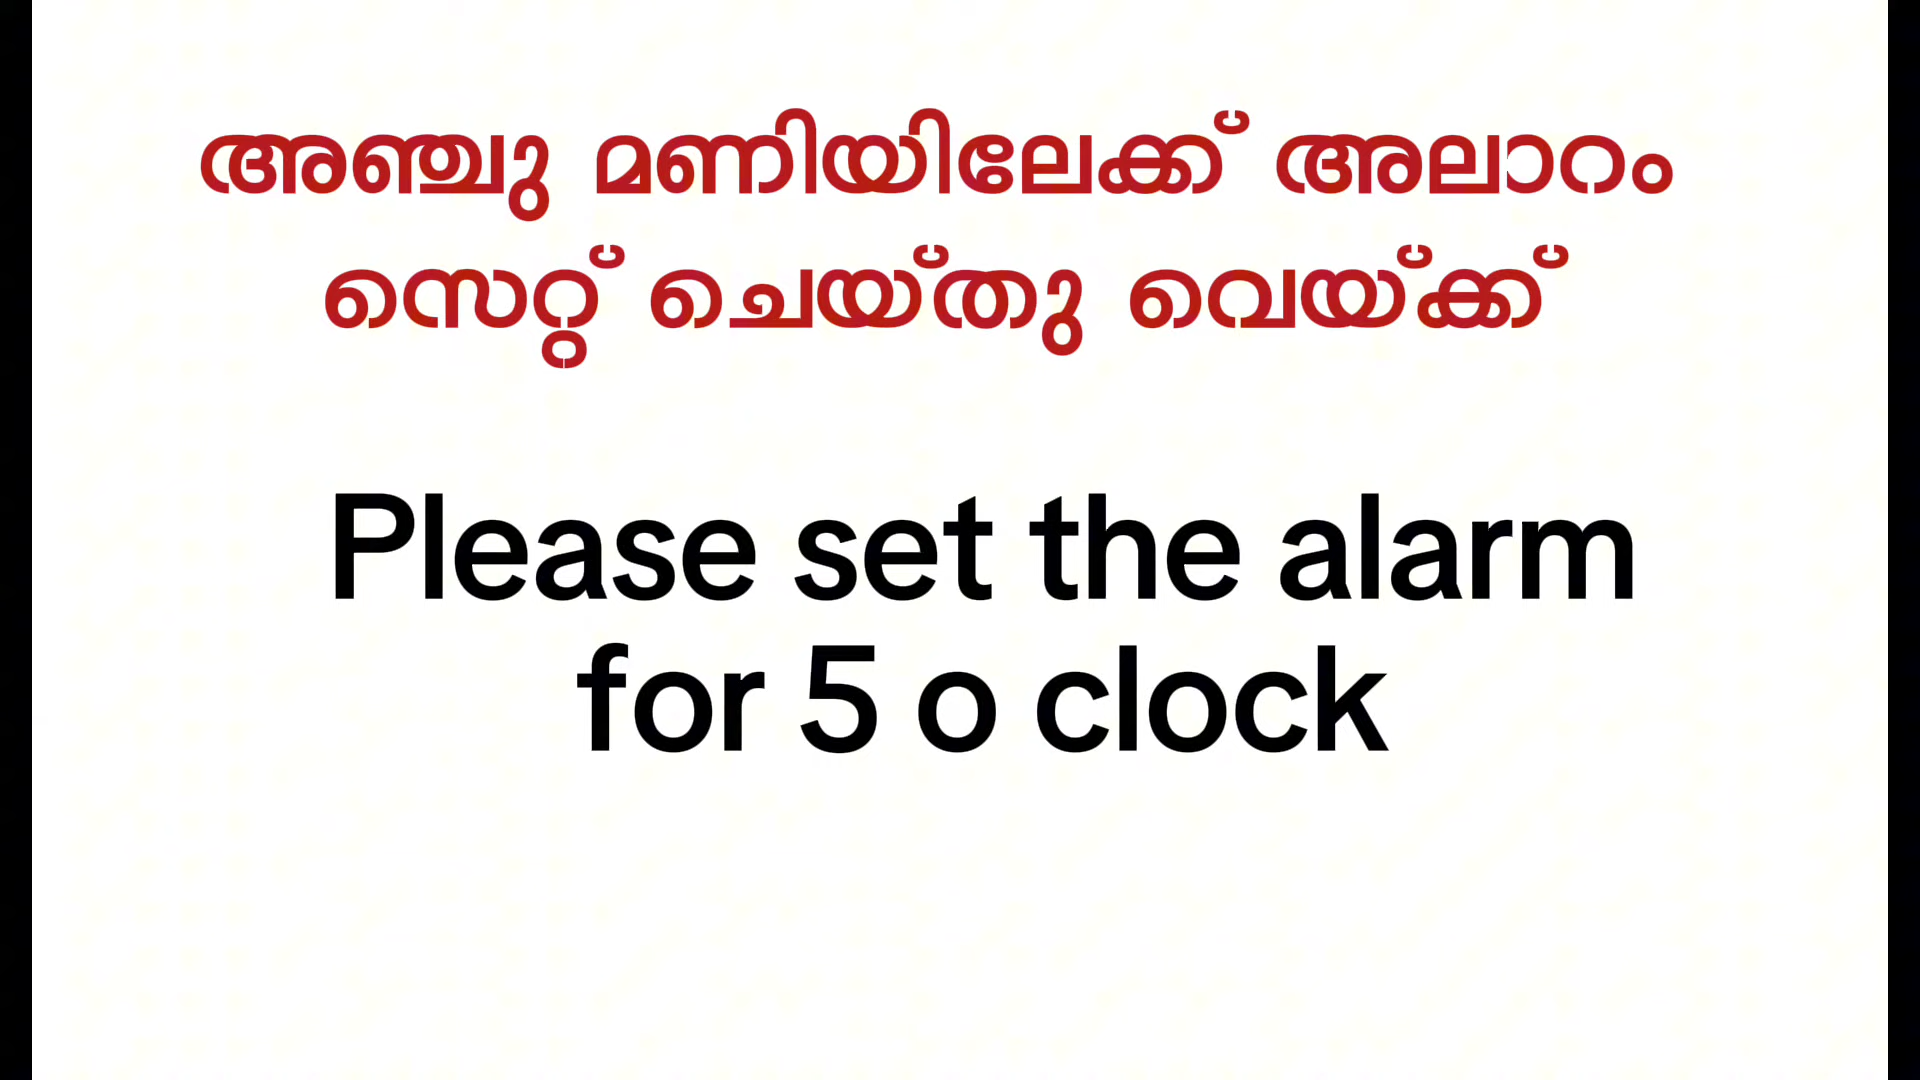 അഞ്ചു മണിയിലേക്ക് അലാറം
സെറ്റ് ചെയ്തു വെയ്ക്ക്
Please set the alarm
for 5 o clock